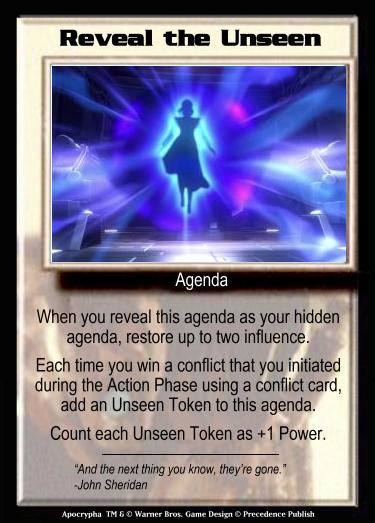 Reveal the Unseen
Agenda
When you reveal this agenda as your hidden
agenda, restore up to two influence.
Each time you win a conflict that you initiated
during the Action Phase using a conflict card,
add an Unseen Token to this agenda.
Count each Unseen Token as +1 Power.
“And the next thing you know, they’re gone.”
-John Sheridan
Apocrypha TM & © Warner Bros. Game Design © Precedence Publish